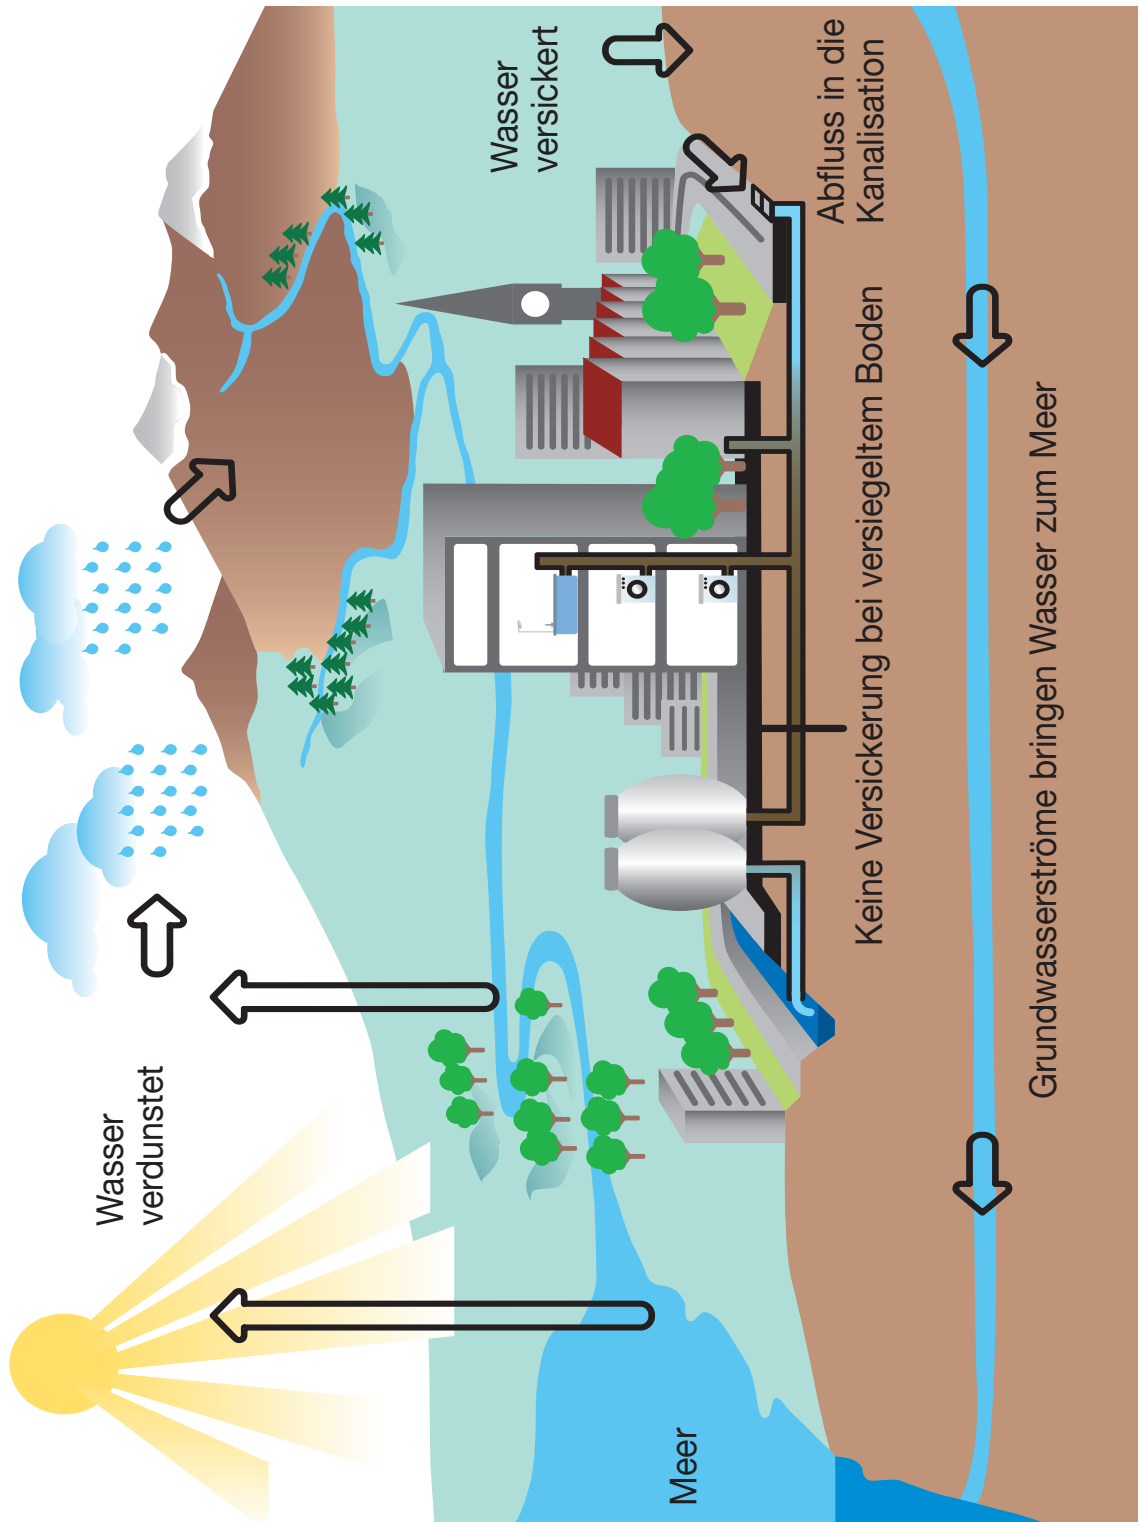 Wasser
verdunstet
Wasser
versickert
Meer
Abfluss in die
Kanalisation
Keine Versickerung bei versiegeltem Boden
Grundwasserströme bringen Wasser zum Meer